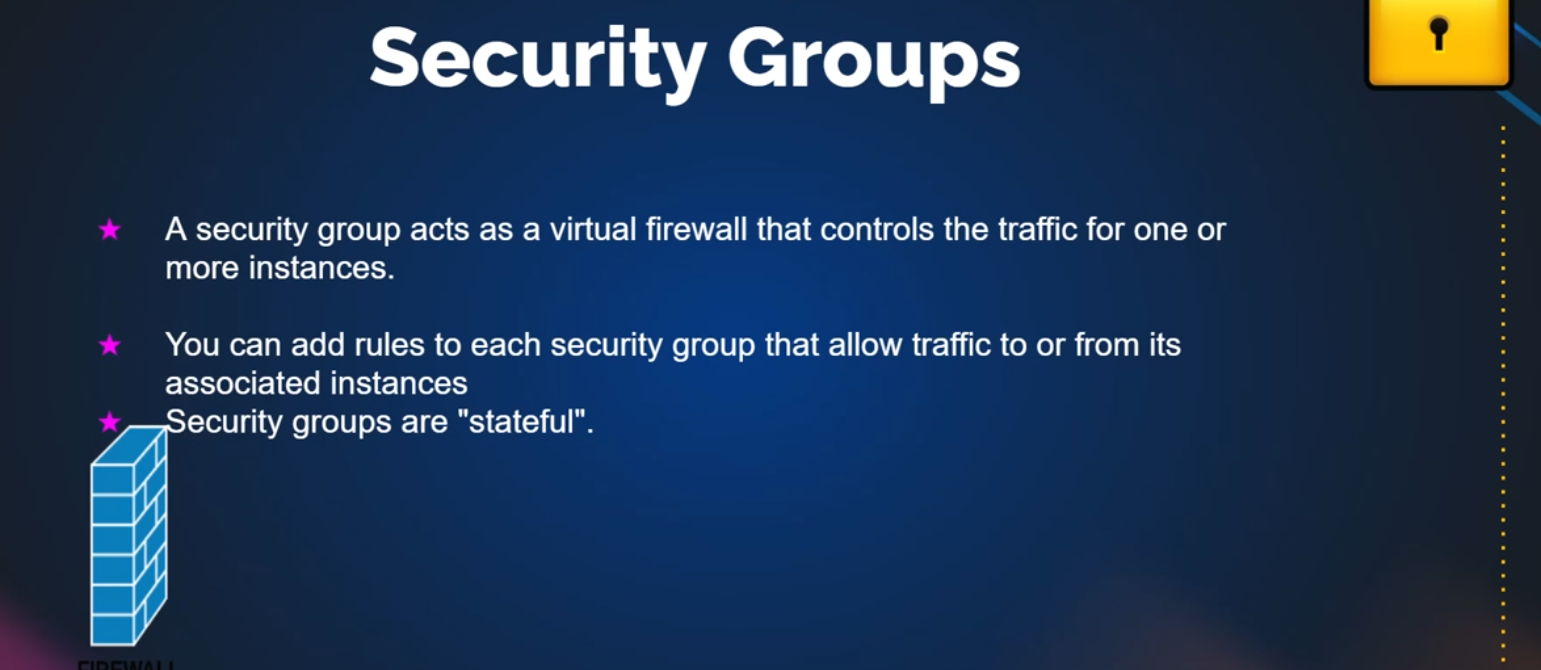 Security Groups
A security group acts as a virtual firewall that controls the traffic for one or
more instances.
You can add rules to each security group that allow traffic to or from its
associated instances
Security groups are "stateful".
FIREWALL